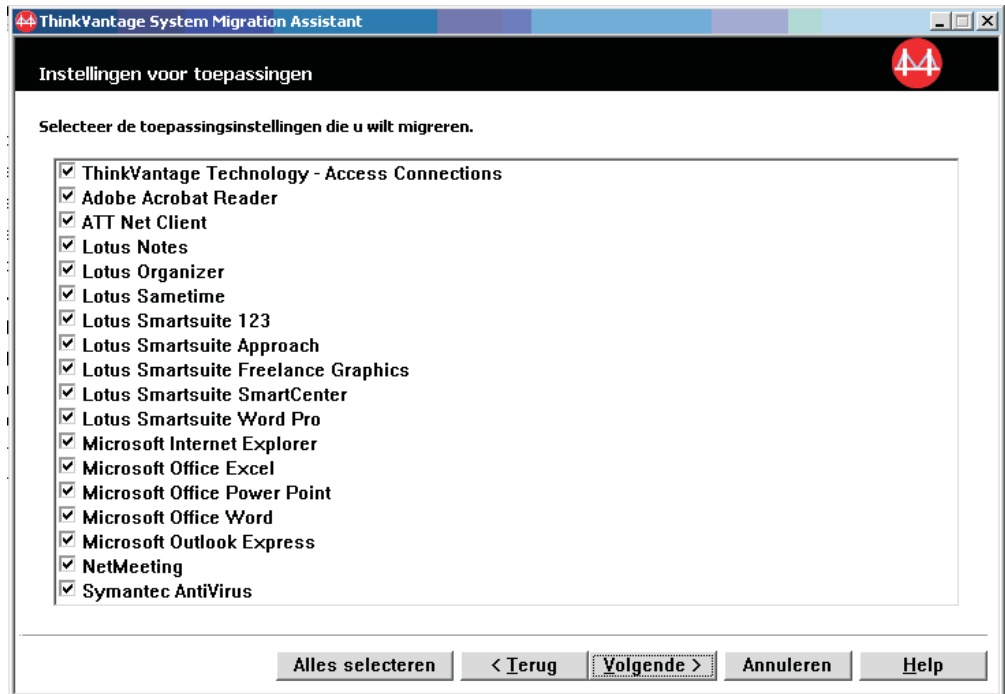 ThinkVantage System Migration Assistant
Instellingen voor toepassingen
Selecteer de toepassingsinstellingen die u wilt migreren.
ThinkVantage Technology - Access Connections
Adobe Acrobat Reader
ATT Net Client
Lotus Notes
Lotus Organizer
Lotus Sametime
Lotus Smartsuite 123
Lotus Smartsuite Approach
Lotus Smartsuite Freelance Graphics
Lotus Smartsuite SmartCenter
Lotus Smartsuite Word Pro
Microsoft Internet Explorer
Microsoft Office Excel
Microsoft Office Power Point
Microsoft Office Word
Microsoft Outlook Express
NetMeeting
Symantec AntiVirus
Alles selecteren < Terug Volgende > Annuleren Help